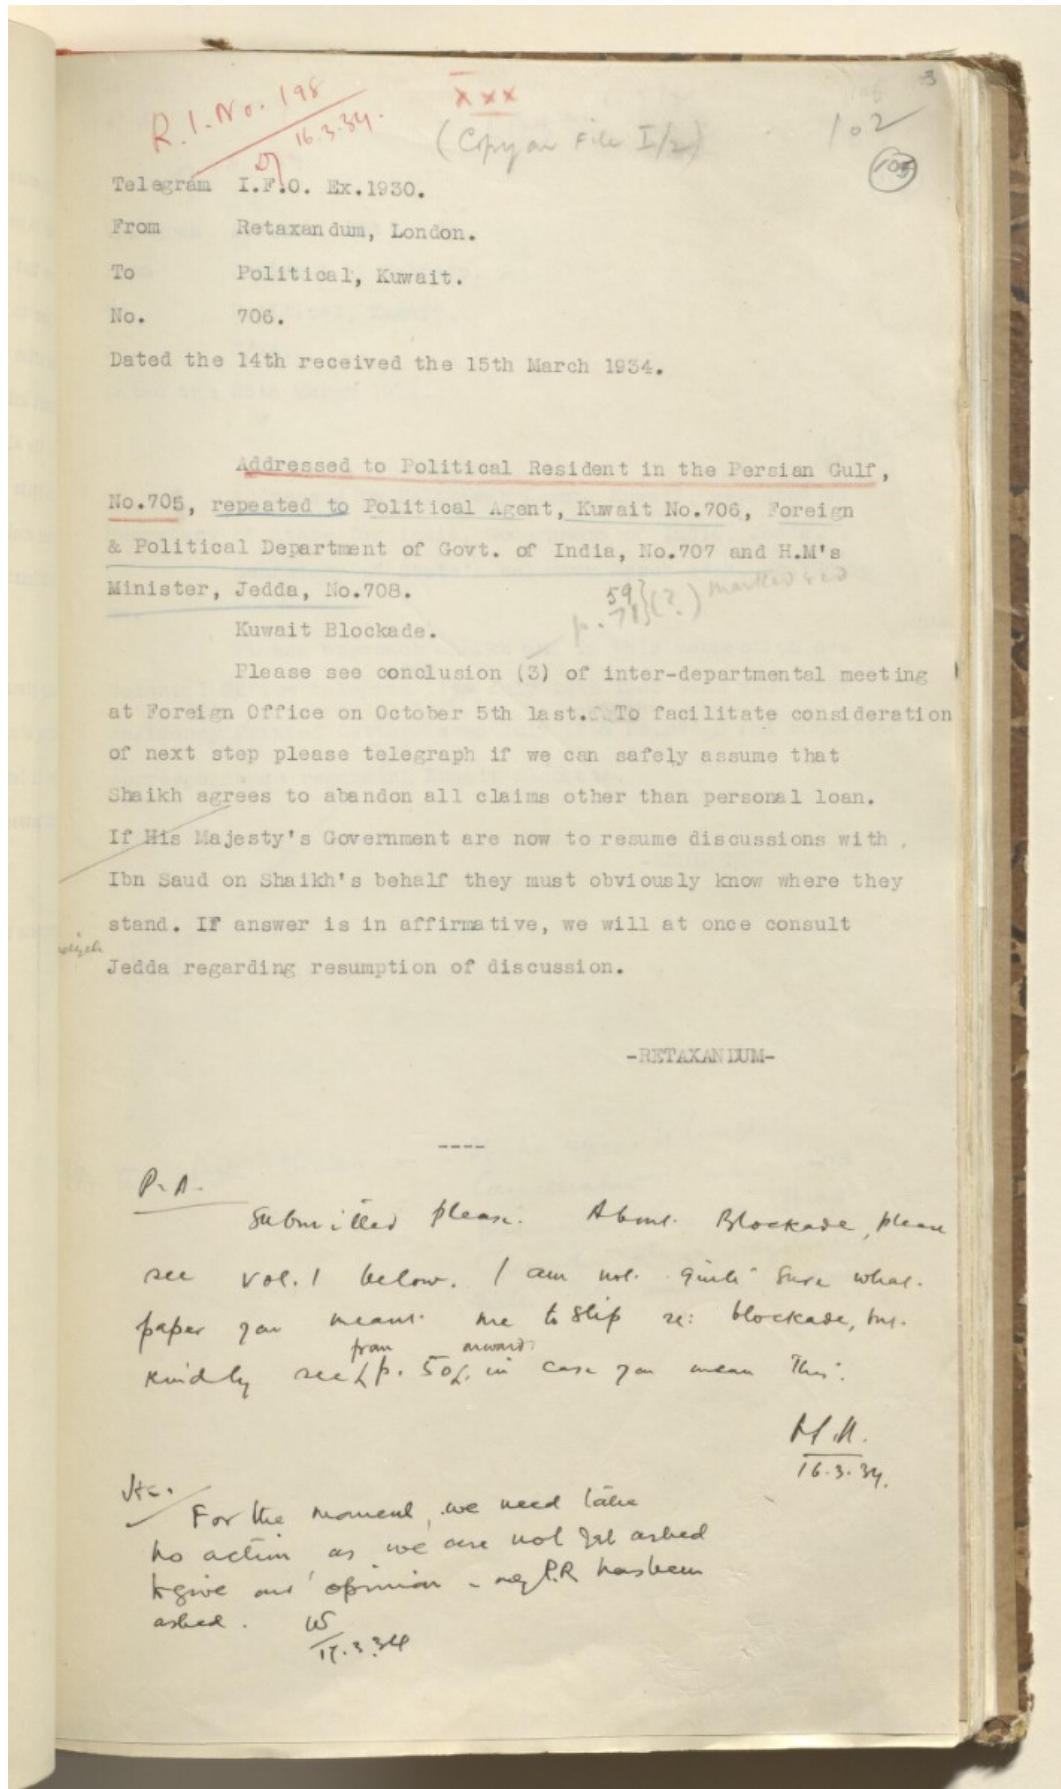 R.I. No. 198
16.3.34.
xxx
(Copy on File I/2)
3
102
105
Telegram I.F.O. Ex.1930.
From Retaxandum, London.
To Political, Kuwait.
No. 706.
Dated the 14th received the 15th March 1934.
Addressed to Political Resident in the Persian Gulf,
No.705, repeated to Political Agent, Kuwait No.706, Foreign
& Political Department of Govt. of India, No.707 and H.M's
Minister, Jedda, No.708.
p. 59 71 (?) marked red
Kuwait Blockade.
Please see conclusion (3) of inter-departmental meeting
at Foreign Office on October 5th last. To facilitate consideration
of next step please telegraph if we can safely assume that
Shaikh agrees to abandon all claims other than personal loan.
If His Majesty's Government are now to resume discussions with
Ibn Saud on Shaikh's behalf they must obviously know where they
stand. If answer is in affirmative, we will at once consult
Jedda regarding resumption of discussion.
-RETAXANDUM-
----
P.A.
Submitted please. About Blockade, please
see vol. 1 below. I am not quite sure what
paper you meant me to slip re: blockade, but
kindly see from p. 50 onwards in case you mean this.
16.3.34.
For the moment, we need take
no action as we are not yet asked
to give our opinion - only P.R has been
asked.
17.3.34